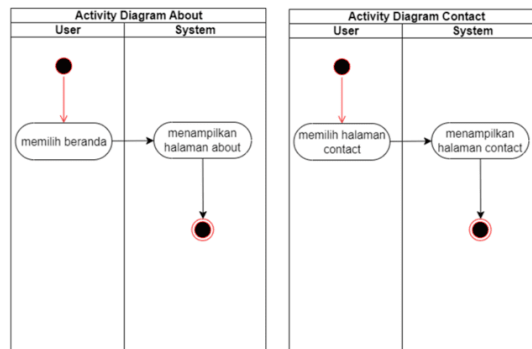 Activity Diagram About
User System
memilih beranda
menampilkan
halaman about
Activity Diagram Contact
User System
memilih halaman
contact
menampilkan
halaman contact